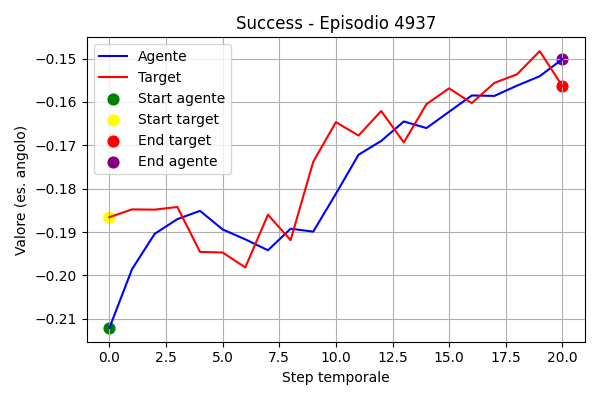 Success - Episodio 4937
Agente
Target
Start agente
Start target
End target
End agente
Valore (es. angolo)
−0.15
−0.16
−0.17
−0.18
−0.19
−0.20
−0.21
0.0 2.5 5.0 7.5 10.0 12.5 15.0 17.5 20.0
Step temporale